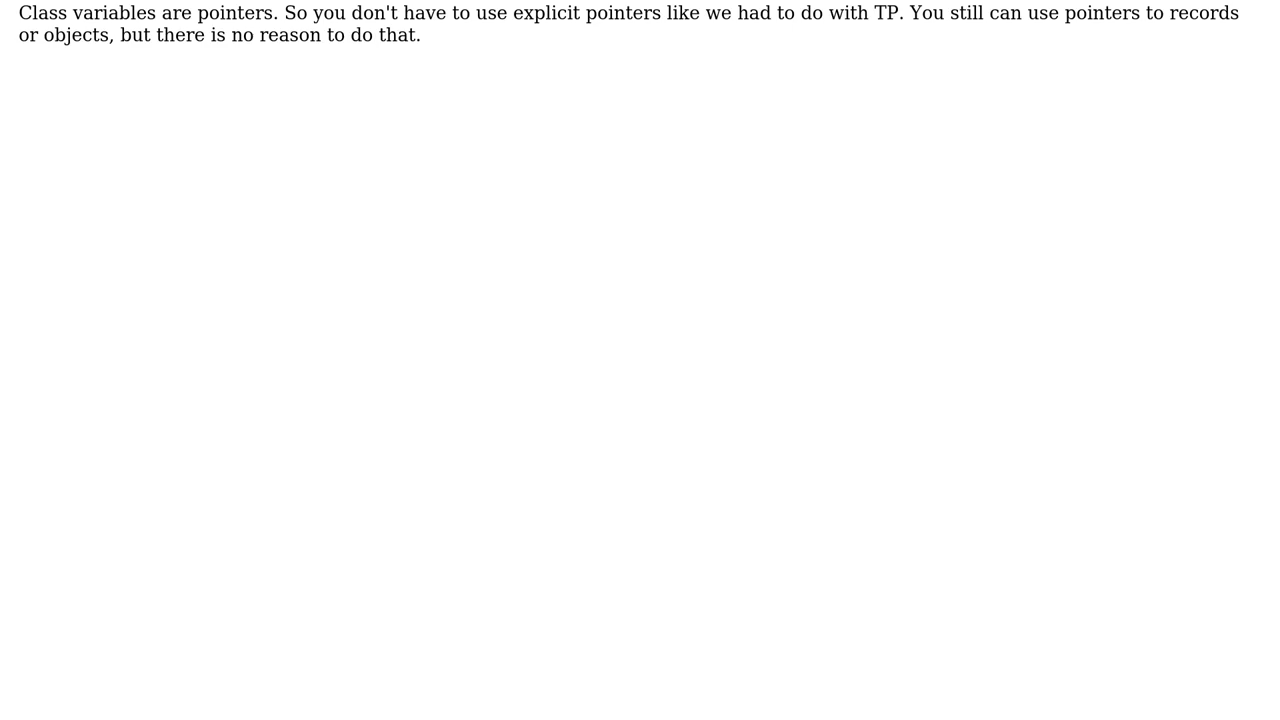 Class variables are pointers. So you don't have to use explicit pointers like we had to do with TP. You still can use pointers to records
or objects, but there is no reason to do that.